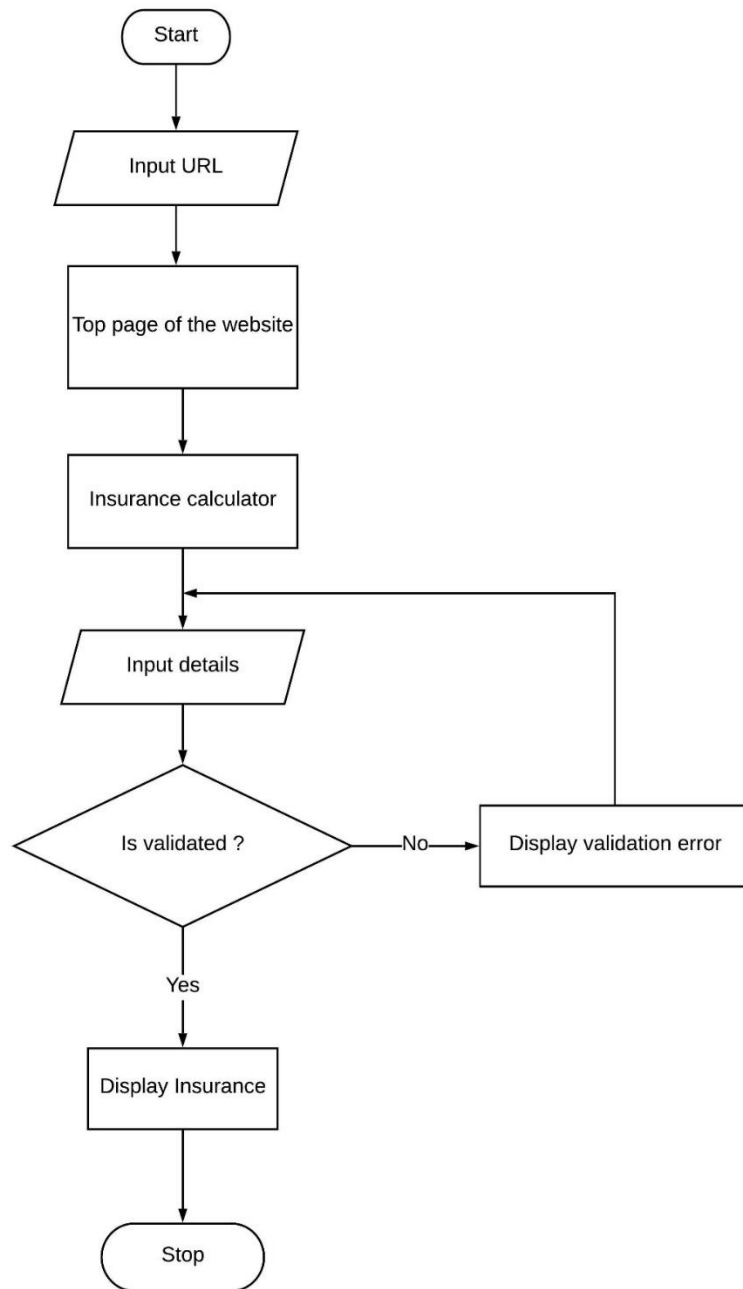 Start
Input URL
Top page of the website
Insurance calculator
Input details
Is validated ?
No
Display validation error
Yes
Display Insurance
Stop